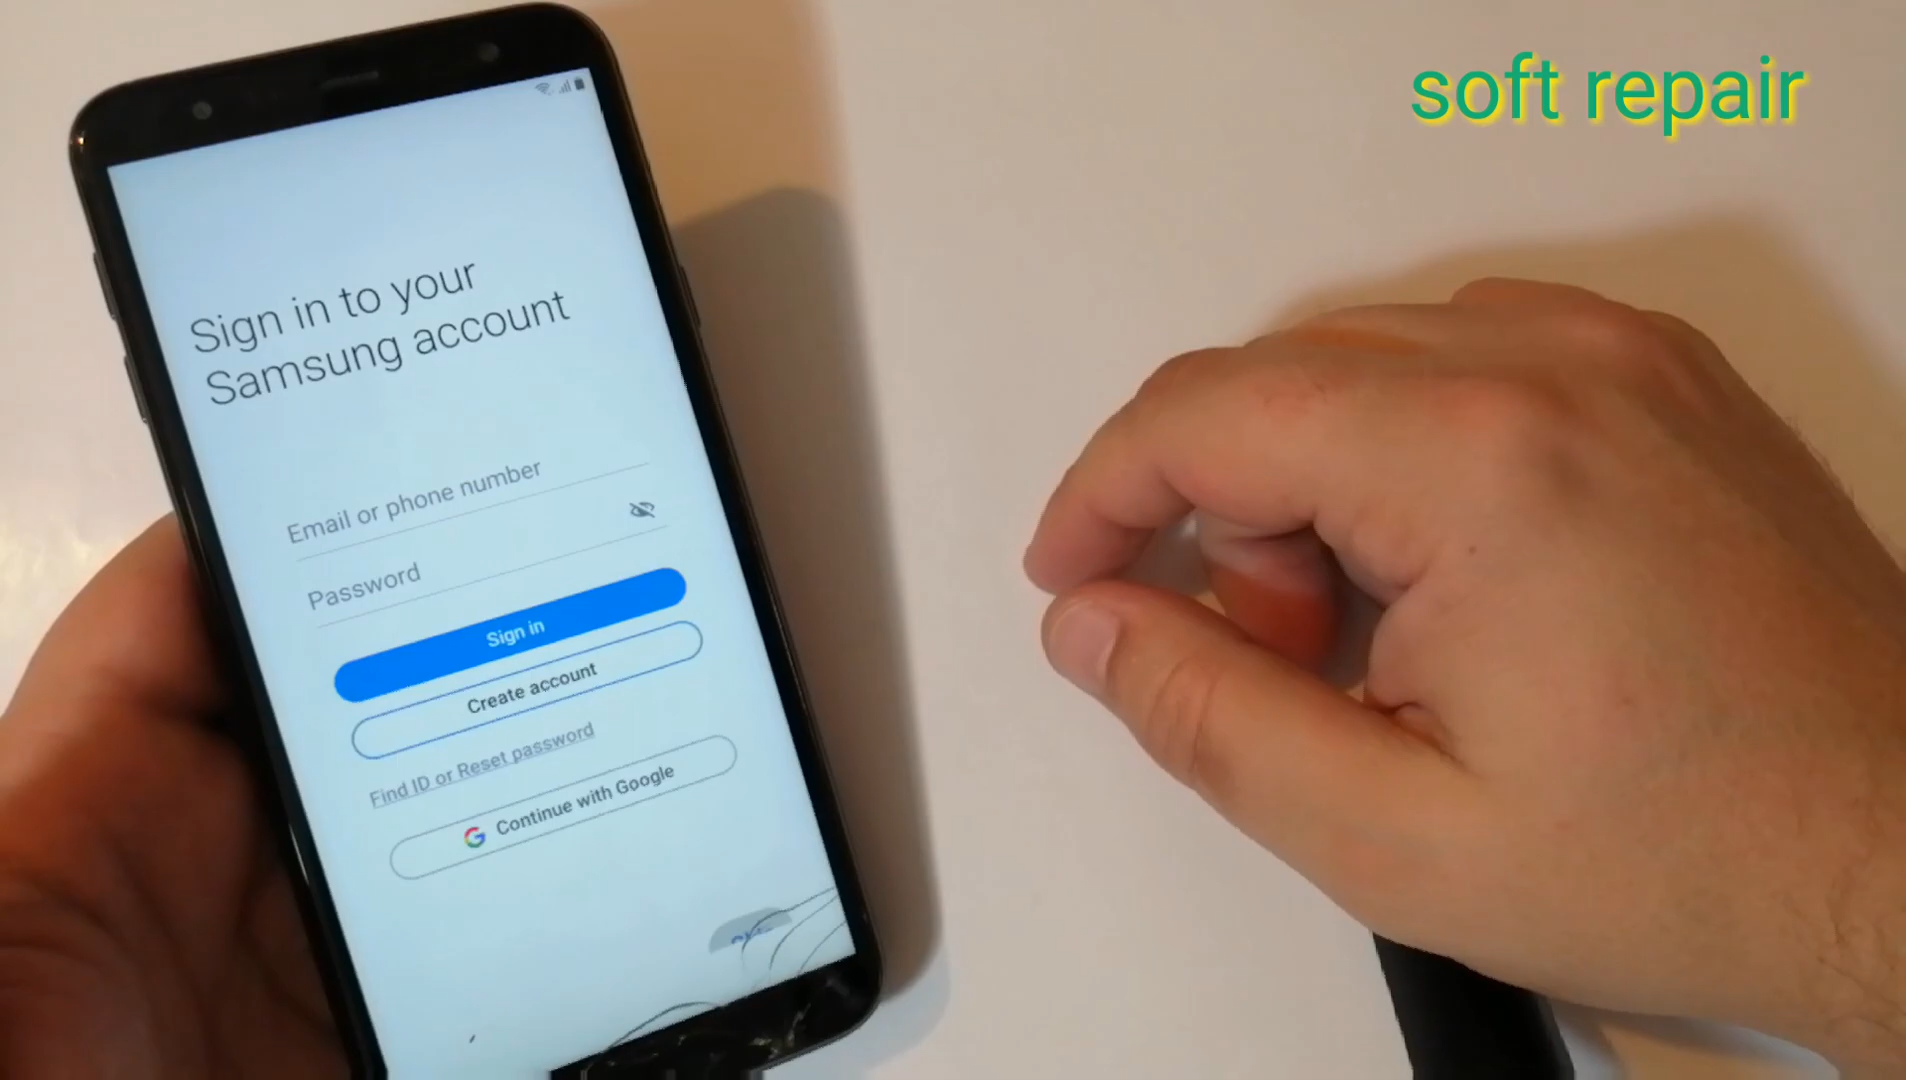 soft repair
Sign in to your
Samsung account
Email or phone number
Password
Sign in
Create account
Find ID or Reset password
Continue with Google